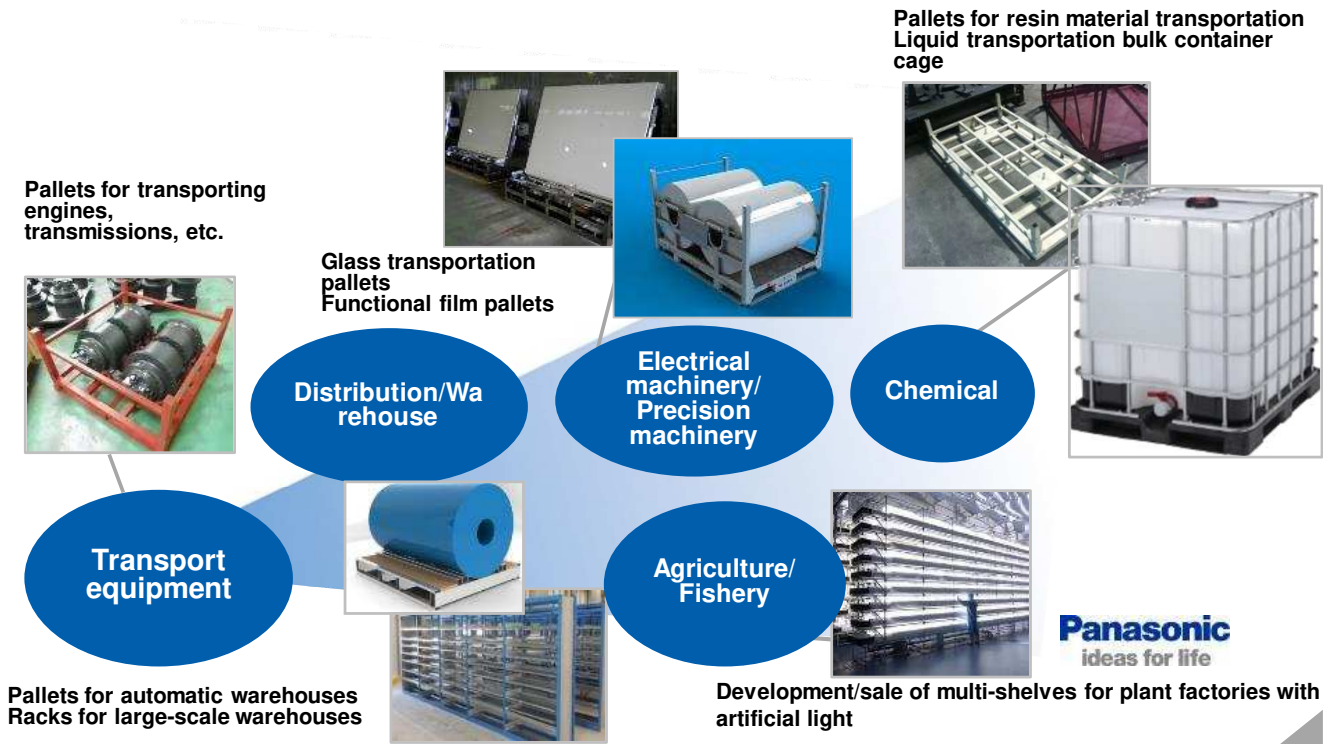 Pallets for resin material transportation
Liquid transportation bulk container
cage
Pallets for transporting
engines,
transmissions, etc.
Glass transportation
pallets
Functional film pallets
Distribution/Wa
rehouse
Electrical
machinery/
Precision
machinery
Chemical
Transport
equipment
Agriculture/
Fishery
Panasonic
ideas for life
Pallets for automatic warehouses
Racks for large-scale warehouses
Development/sale of multi-shelves for plant factories with
artificial light